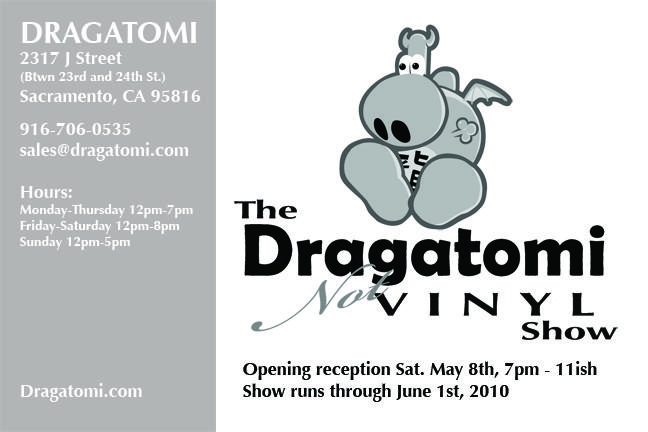 DRAGATOMI
2317 J Street
(Btwn 23rd and 24th St.)
Sacramento, CA 95816
916-706-0535
sales@dragatomi.com
Hours:
Monday-Thursday 12pm-7pm
Friday-Saturday 12pm-8pm
Sunday 12pm-5pm
Dragatomi.com
The
Dragatomi
Not VINYL
Show
Opening reception Sat. May 8th, 7pm - 11ish
Show runs through June 1st, 2010